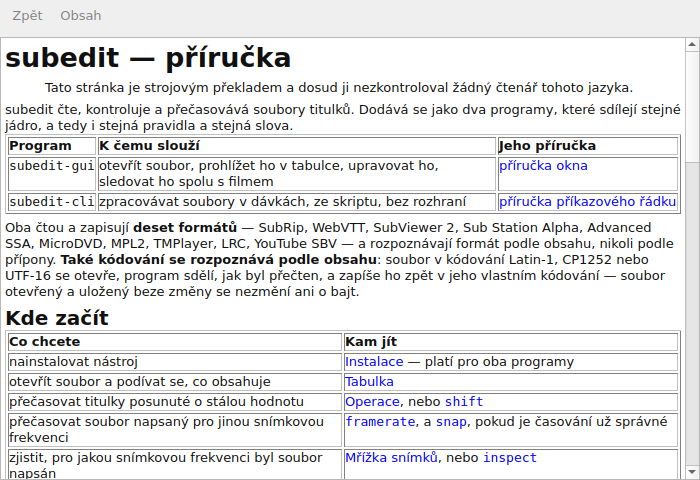 Zpět Obsah
subedit — příručka
Tato stránka je strojovým překladem a dosud ji nezkontroloval žádný čtenář tohoto jazyka.
subedit čte, kontroluje a přečasovává soubory titulků. Dodává se jako dva programy, které sdílejí stejné
jádro, a tedy i stejná pravidla a stejná slova.
Program K čemu slouží Jeho příručka
subedit-gui otevřít soubor, prohlížet ho v tabulce, upravovat ho, příručka okna
sledovat ho spolu s filmem
subedit-cli zpracovávat soubory v dávkách, ze skriptu, bez rozhraní příručka příkazového řádku
Oba čtou a zapisují deset formátů — SubRip, WebVTT, SubViewer 2, Sub Station Alpha, Advanced
SSA, MicroDVD, MPL2, TMPlayer, LRC, YouTube SBV — a rozpoznávají formát podle obsahu, nikoli podle
přípony. Také kódování se rozpoznává podle obsahu: soubor v kódování Latin-1, CP1252 nebo
UTF-16 se otevře, program sdělí, jak byl přečten, a zapíše ho zpět v jeho vlastním kódování — soubor
otevřený a uložený beze změny se nezmění ani o bajt.
Kde začít
Co chcete Kam jít
nainstalovat nástroj Instalace — platí pro oba programy
otevřít soubor a podívat se, co obsahuje Tabulka
přečasovat titulky posunuté o stálou hodnotu Operace, nebo shift
přečasovat soubor napsaný pro jinou snímkovou framerate, a snap, pokud je časování už správné
frekvenci
zjistit, pro jakou snímkovou frekvenci byl soubor Mřížka snímků, nebo inspect
napsán